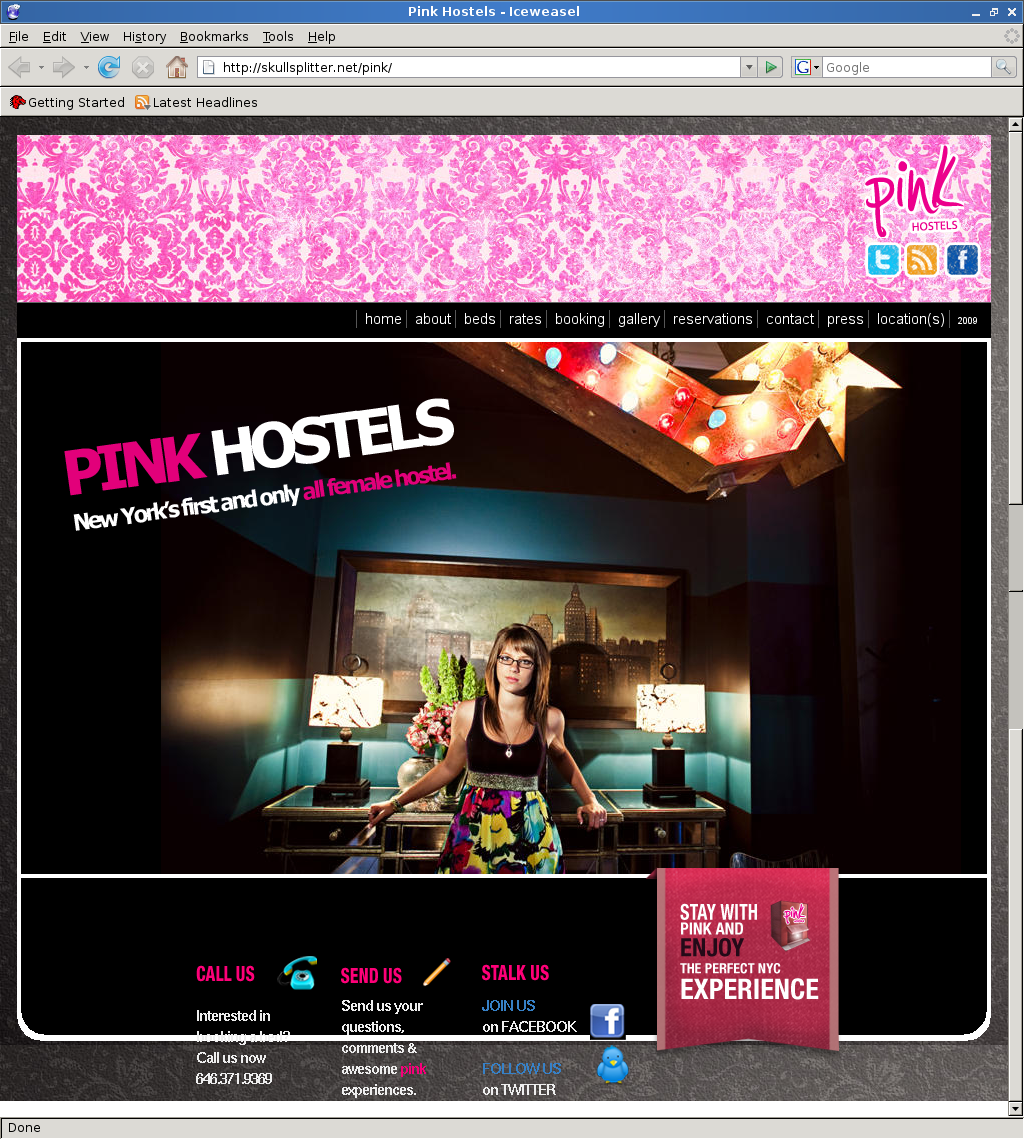 Pink Hostels - Iceweasel
File Edit View History Bookmarks Tools Help
http://skullsplitter.net/pink/
G Google
Getting Started Latest Headlines
pink
HOSTELS
home about beds rates booking gallery reservations contact press location(s) 2009
PINK HOSTELS
New York's first and only all female hostel.
STAY WITH
PINK AND
ENJOY
THE PERFECT NYC
EXPERIENCE
pink
CALL US
Interested in
booking a bed?
Call us now
646.371.9369
SEND US
Send us your
questions,
comments &
awesome pink
experiences.
STALK US
JOIN US
on FACEBOOK
FOLLOW US
on TWITTER
Done